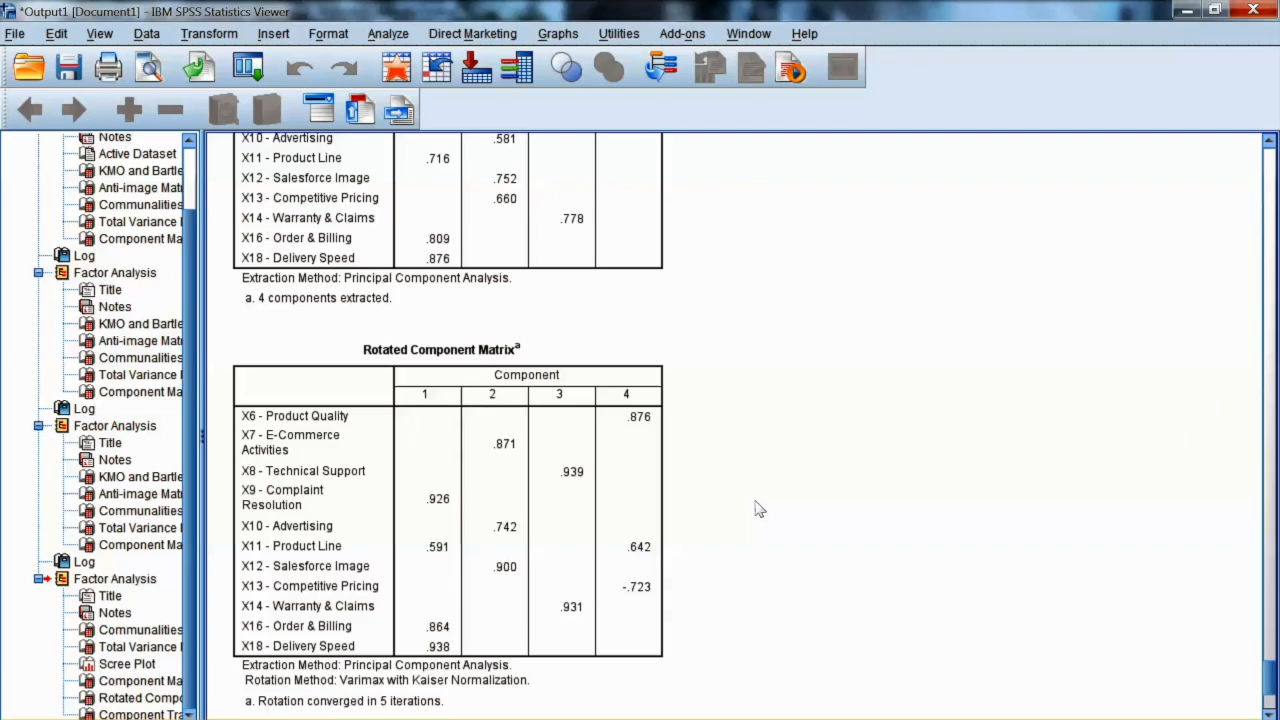 *Output1 [Document1] - IBM SPSS Statistics Viewer
File Edit View Data Transform Insert Format Analyze Direct Marketing Graphs Utilities Add-ons Window Help
Notes
Active Dataset
KMO and Bartle
Anti-image Matr
Communalities
Total Variance
Component Ma
Log
Factor Analysis
Title
Notes
KMO and Bartle
Anti-image Matr
Communalities
Total Variance
Component Ma
Log
Factor Analysis
Title
Notes
KMO and Bartle
Anti-image Matr
Communalities
Total Variance
Component Ma
Log
Factor Analysis
Title
Notes
Communalities
Total Variance
Scree Plot
Component Ma
Rotated Compo
Component Tra
X10 - Advertising .581
X11 - Product Line .716
X12 - Salesforce Image .752
X13 - Competitive Pricing .660
X14 - Warranty & Claims .778
X16 - Order & Billing .809
X18 - Delivery Speed .876
Extraction Method: Principal Component Analysis.
a. 4 components extracted.
Rotated Component Matrixa
Component
1 2 3 4
X6 - Product Quality .876
X7 - E-Commerce
Activities .871
X8 - Technical Support .939
X9 - Complaint
Resolution .926
X10 - Advertising .742
X11 - Product Line .591 .642
X12 - Salesforce Image .900
X13 - Competitive Pricing -.723
X14 - Warranty & Claims .931
X16 - Order & Billing .864
X18 - Delivery Speed .938
Extraction Method: Principal Component Analysis.
Rotation Method: Varimax with Kaiser Normalization.
a. Rotation converged in 5 iterations.